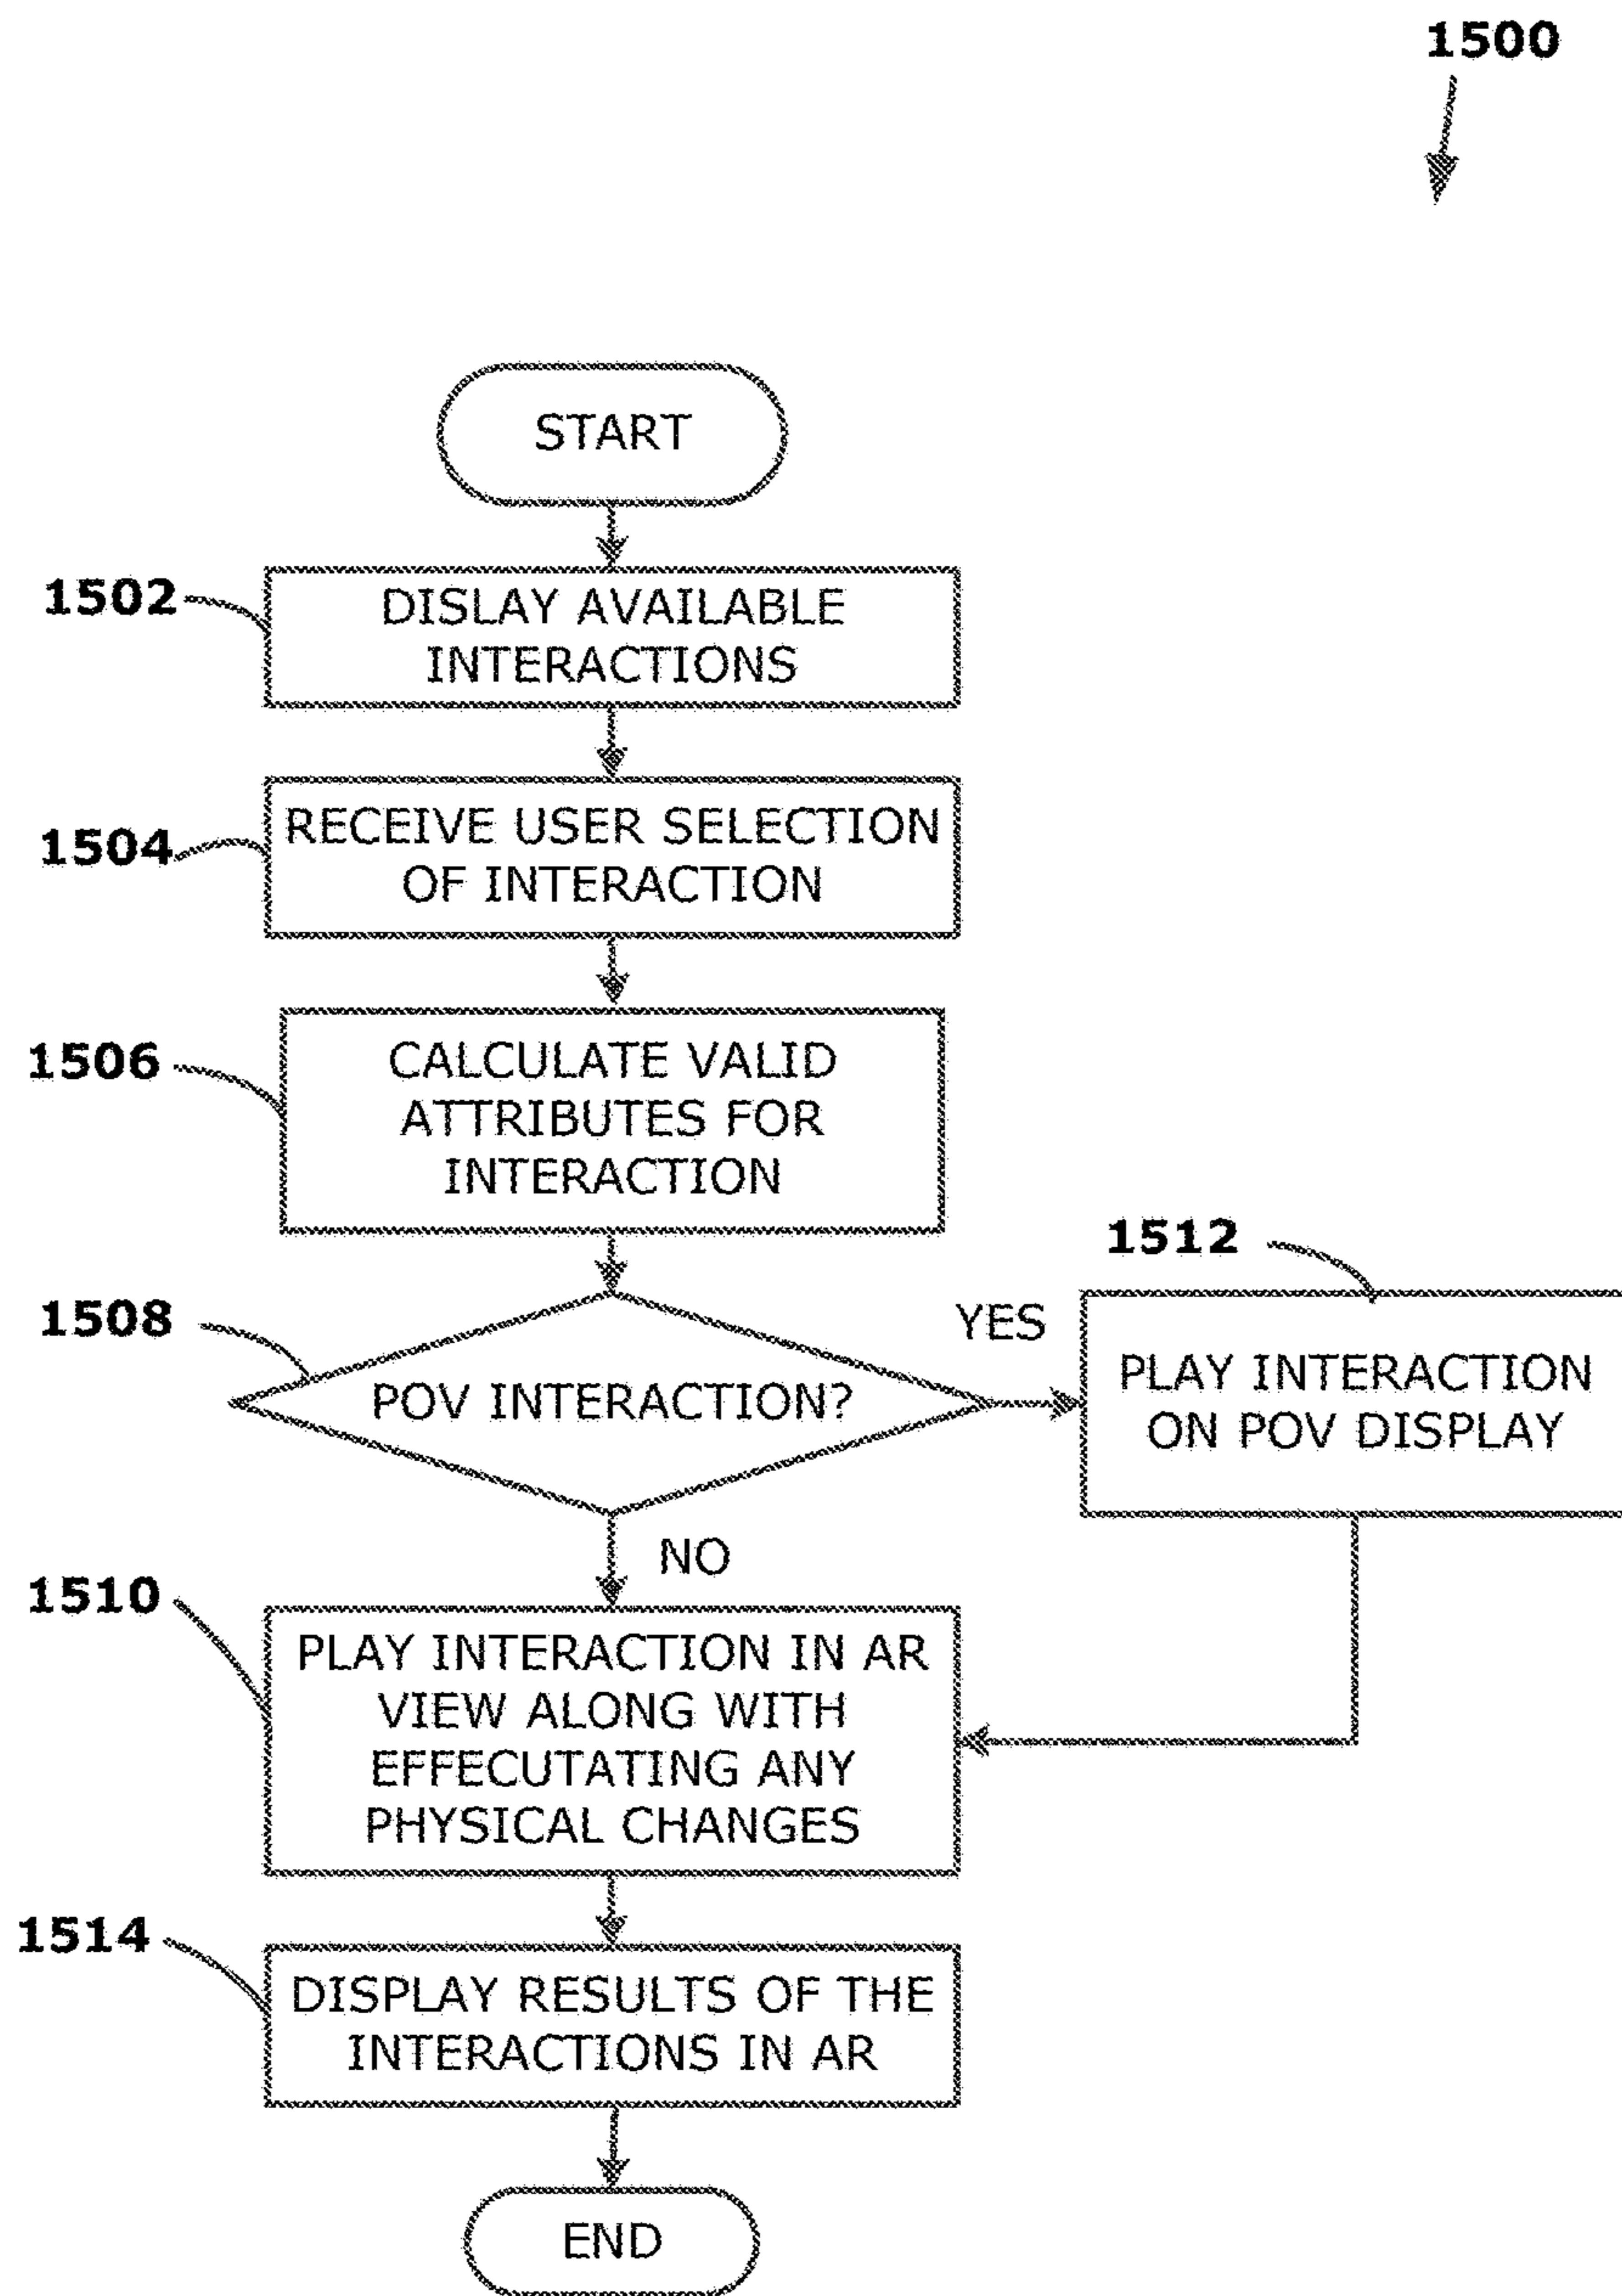 1500
START
1502
DISLAY AVAILABLE
INTERACTIONS
1504
RECEIVE USER SELECTION
OF INTERACTION
1506
CALCULATE VALID
ATTRIBUTES FOR
INTERACTION
1508
POV INTERACTION?
YES
1512
PLAY INTERACTION
ON POV DISPLAY
NO
1510
PLAY INTERACTION IN AR
VIEW ALONG WITH
EFFECUTATING ANY
PHYSICAL CHANGES
1514
DISPLAY RESULTS OF THE
INTERACTIONS IN AR
END